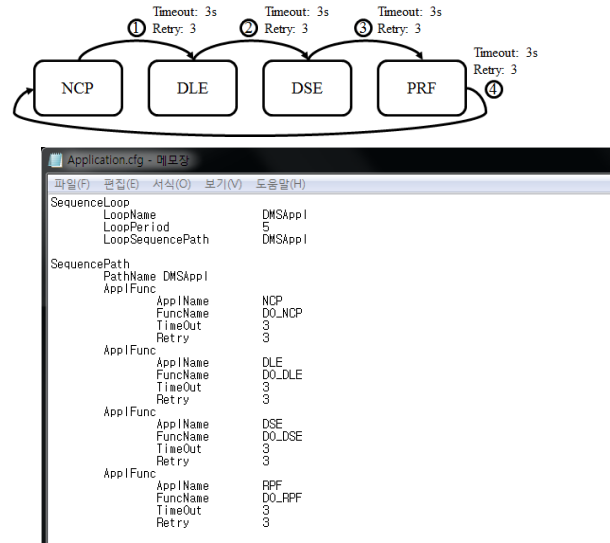 Timeout: 3s Timeout: 3s Timeout: 3s
① Retry: 3 ② Retry: 3 ③ Retry: 3
Timeout: 3s
Retry: 3
NCP DLE DSE PRF ④
Application.cfg - 메모장
파일(F) 편집(E) 서식(O) 보기(V) 도움말(H)
SequenceLoop
LoopName DMSAppl
LoopPeriod 5
LoopSequencePath DMSAppl
SequencePath
PathName DMSAppl
ApplFunc
ApplName NCP
FuncName DO_NCP
TimeOut 3
Retry 3
ApplFunc
ApplName DLE
FuncName DO_DLE
TimeOut 3
Retry 3
ApplFunc
ApplName DSE
FuncName DO_DSE
TimeOut 3
Retry 3
ApplFunc
ApplName RPF
FuncName DO_RPF
TimeOut 3
Retry 3